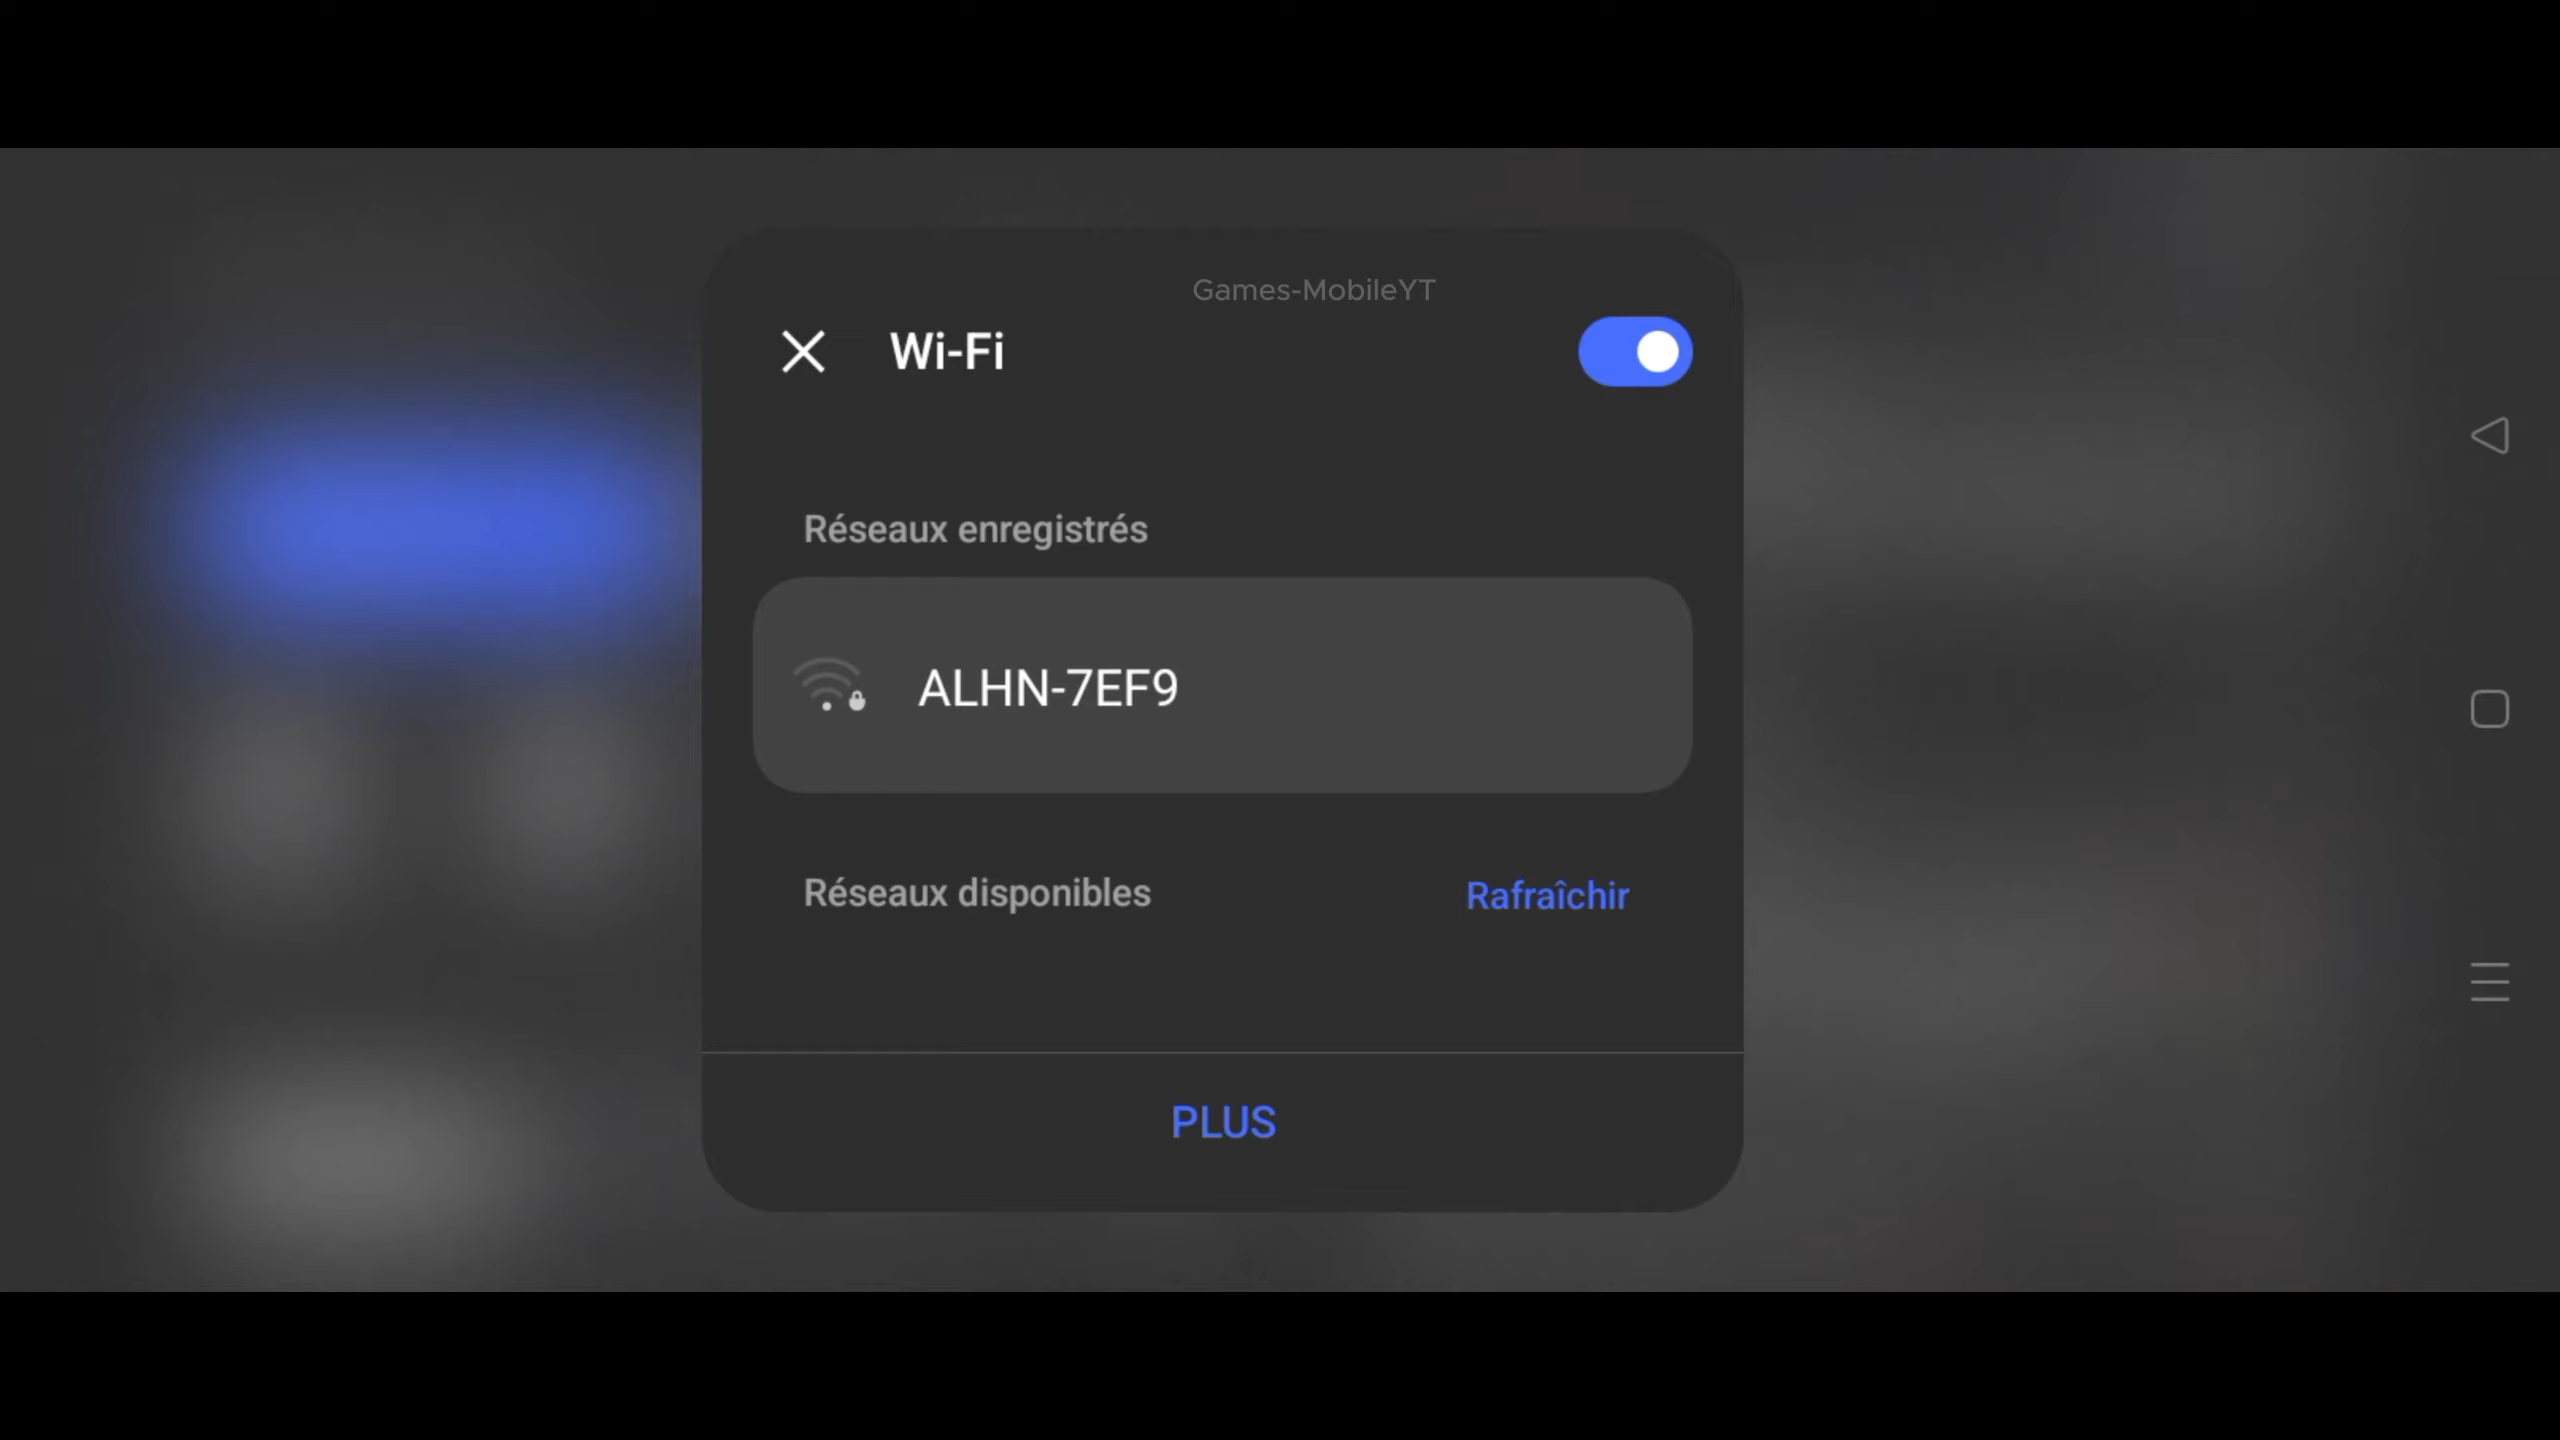 Games-MobileYT
Wi-Fi
Réseaux enregistrés
ALHN-7EF9
Réseaux disponibles
Rafraîchir
PLUS